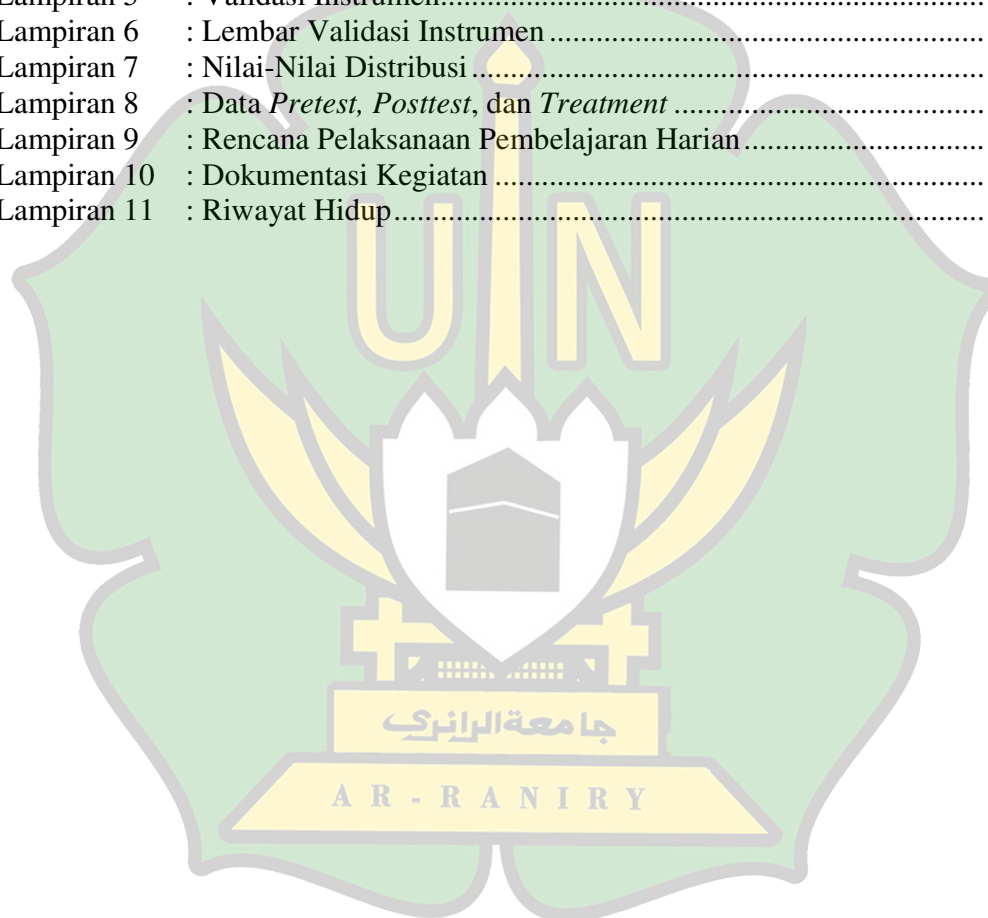 Lampiran 5 : Validasi Instrumen....................................................................................
Lampiran 6 : Lembar Validasi Instrumen....................................................................
Lampiran 7 : Nilai-Nilai Distribusi................................................................................
Lampiran 8 : Data Pretest, Posttest, dan Treatment................................................
Lampiran 9 : Rencana Pelaksanaan Pembelajaran Harian.....................................
Lampiran 10 : Dokumentasi Kegiatan............................................................................
Lampiran 11 : Riwayat Hidup..........................................................................................
UIN
جامعةالرانري
AR-RANIRY